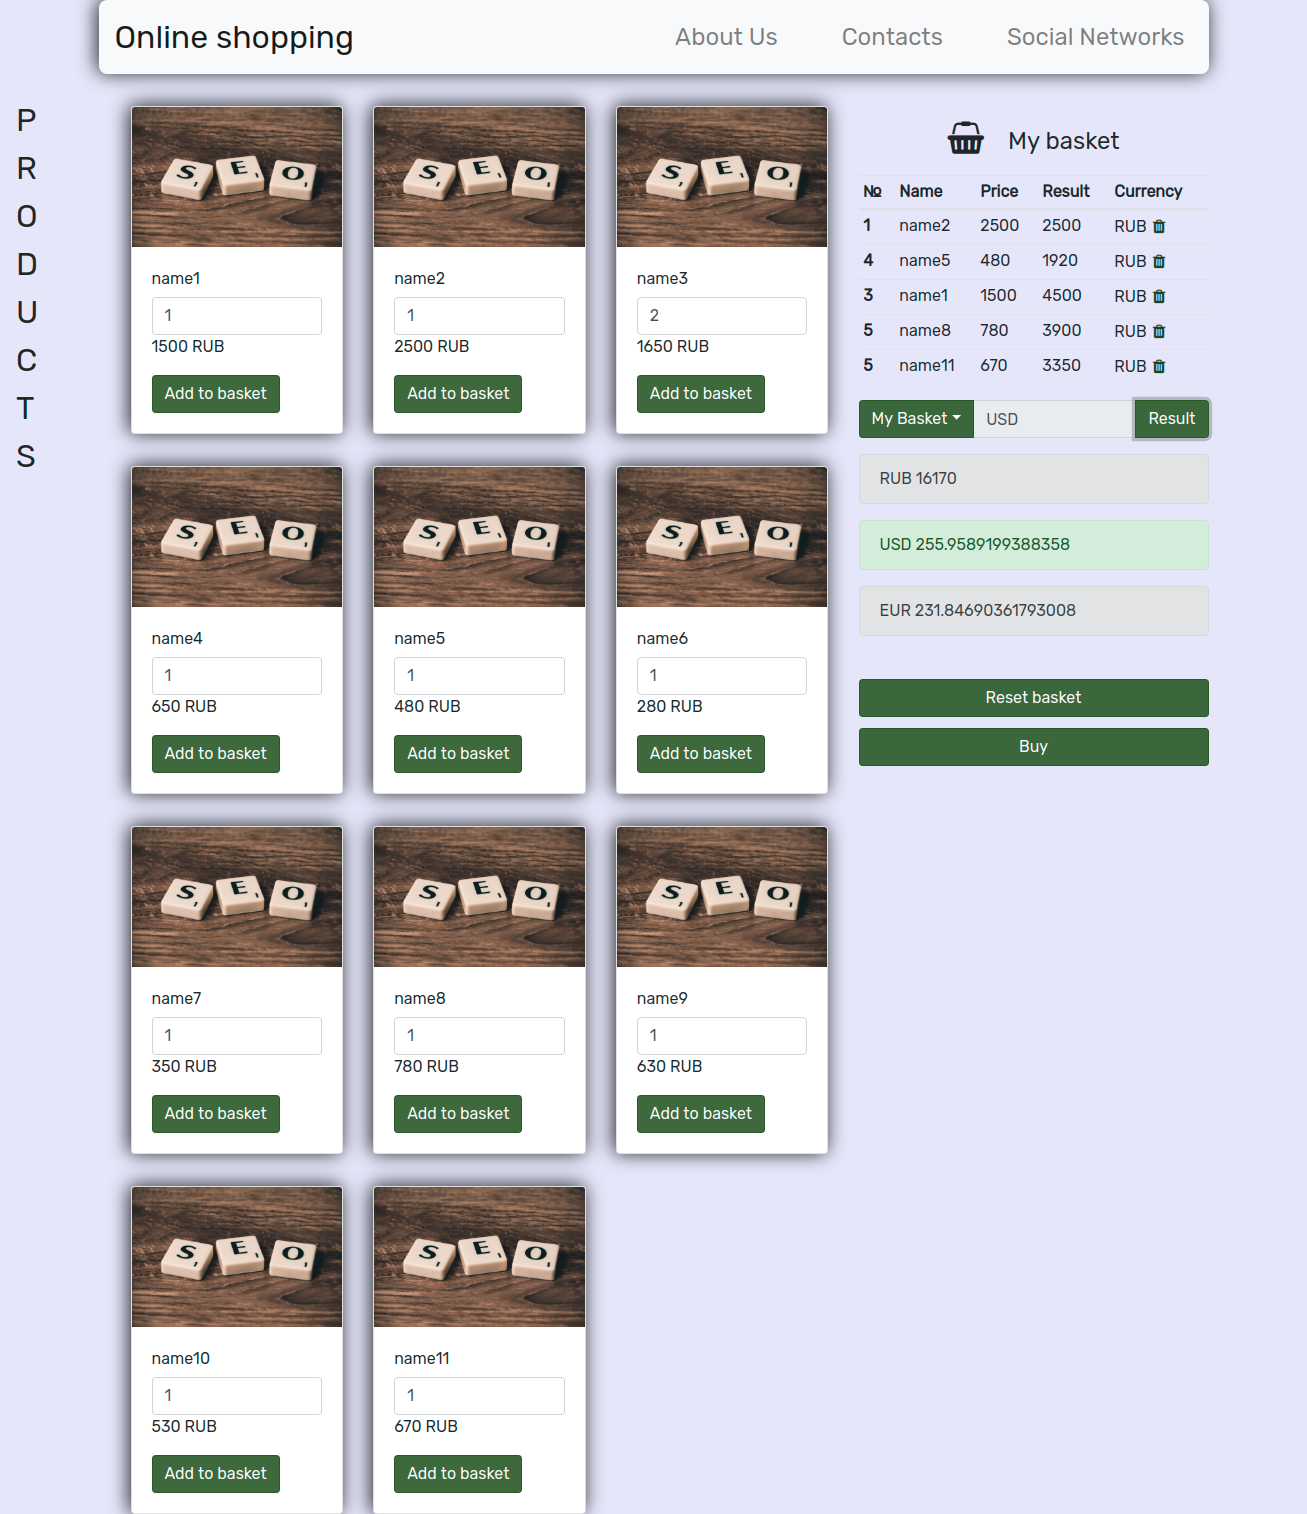 Online shopping
About Us
Contacts
Social Networks
P
R
O
D
U
C
T
S
S E O
name1
1
1500 RUB
Add to basket
S E O
name2
1
2500 RUB
Add to basket
S E O
name3
2
1650 RUB
Add to basket
S E O
name4
1
650 RUB
Add to basket
S E O
name5
1
480 RUB
Add to basket
S E O
name6
1
280 RUB
Add to basket
S E O
name7
1
350 RUB
Add to basket
S E O
name8
1
780 RUB
Add to basket
S E O
name9
1
630 RUB
Add to basket
S E O
name10
1
530 RUB
Add to basket
S E O
name11
1
670 RUB
Add to basket
My basket
№ Name Price Result Currency
1 name2 2500 2500 RUB
4 name5 480 1920 RUB
3 name1 1500 4500 RUB
5 name8 780 3900 RUB
5 name11 670 3350 RUB
My Basket USD Result
RUB 16170
USD 255.9589199388358
EUR 231.84690361793008
Reset basket
Buy